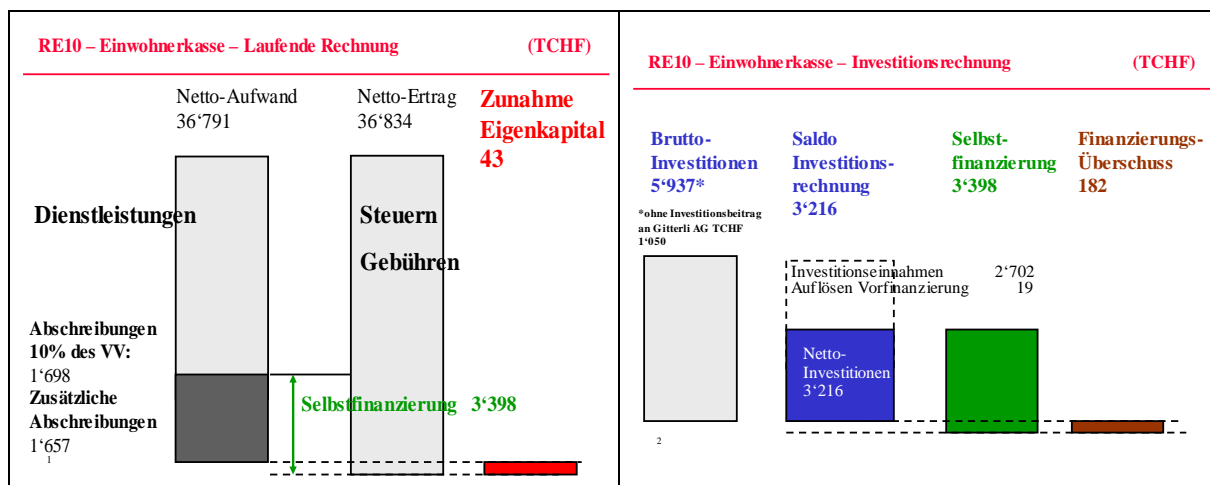 RE10 – Einwohnerkasse – Laufende Rechnung (TCHF)
Netto-Aufwand
36‘791
Netto-Ertrag
36‘834
Zunahme
Eigenkapital
43
Dienstleistungen
Steuern
Gebühren
Abschreibungen
10% des VV:
1‘698
Zusätzliche
Abschreibungen
1‘657
Selbstfinanzierung 3‘398
1
RE10 – Einwohnerkasse – Investitionsrechnung (TCHF)
Brutto-
Investitionen
5‘937*
*ohne Investitionsbeitrag
an Gitterli AG TCHF
1‘050
Saldo
Investitions-
rechnung
3‘216
Selbst-
finanzierung
3‘398
Finanzierungs-
Überschuss
182
Investitionseinnahmen 2‘702
Auflösen Vorfinanzierung 19
Netto-
Investitionen
3‘216
2